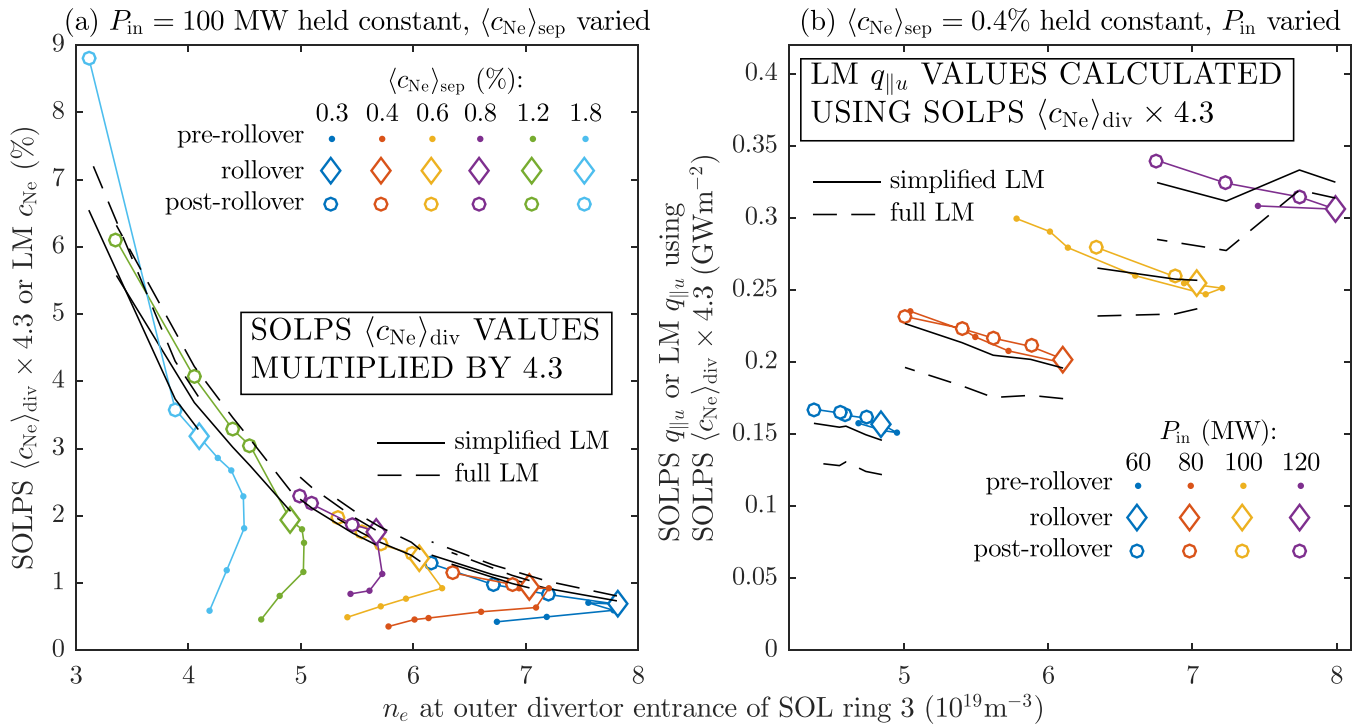 (a) P_in = 100 MW held constant, ⟨c_Ne⟩_sep varied
SOLPS ⟨c_Ne⟩_div × 4.3 or LM c_Ne (%)
9
8
7
6
5
4
3
2
1
0
⟨c_Ne⟩_sep (%):
0.3 0.4 0.6 0.8 1.2 1.8
pre-rollover
rollover
post-rollover
SOLPS ⟨c_Ne⟩_div VALUES
MULTIPLIED BY 4.3
simplified LM
full LM
3 4 5 6 7 8
(b) ⟨c_Ne⟩_sep = 0.4% held constant, P_in varied
SOLPS q_∥u or LM q_∥u using
SOLPS ⟨c_Ne⟩_div × 4.3 (GWm⁻²)
0.4
0.35
0.3
0.25
0.2
0.15
0.1
0.05
0
LM q_∥u VALUES CALCULATED
USING SOLPS ⟨c_Ne⟩_div × 4.3
simplified LM
full LM
P_in (MW):
60 80 100 120
pre-rollover
rollover
post-rollover
5 6 7 8
n_e at outer divertor entrance of SOL ring 3 (10¹⁹m⁻³)